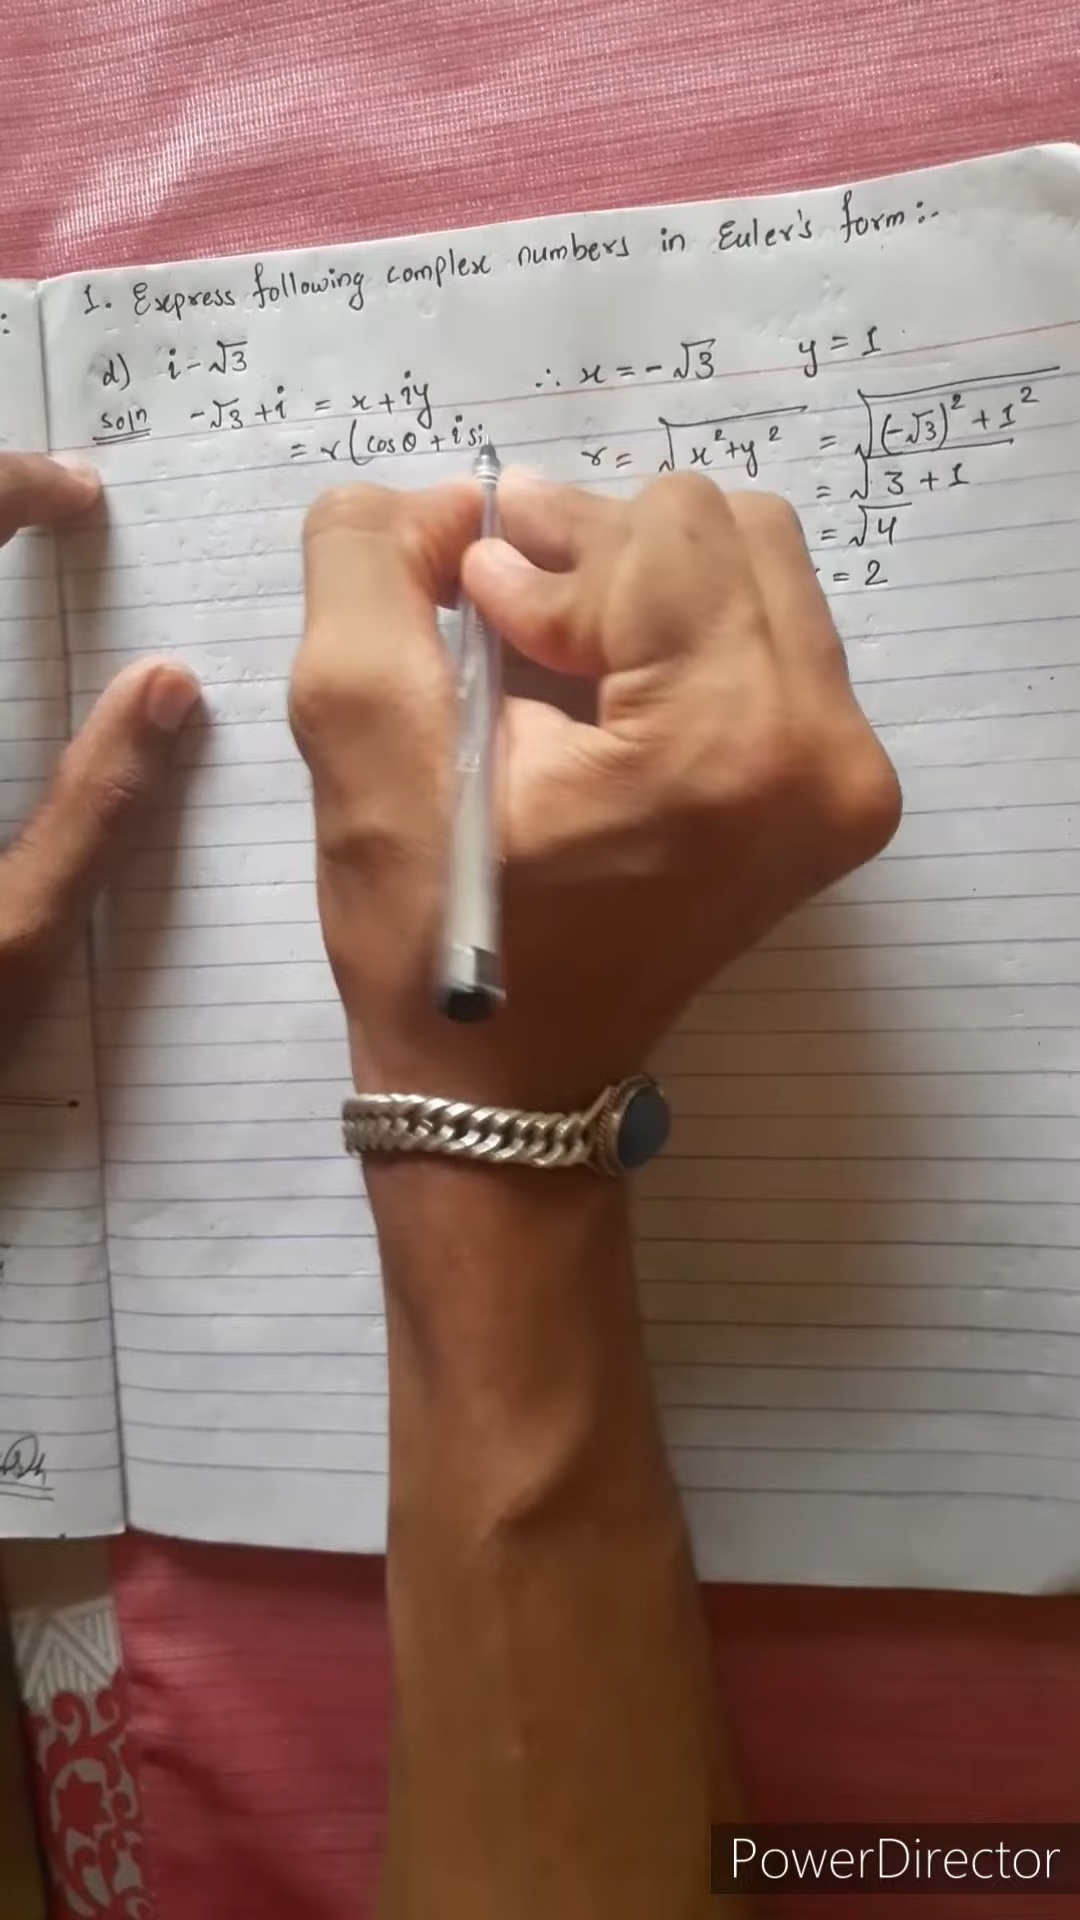 1. Express following complex numbers in Euler's form :-
d) i-√3
∴ x = -√3 y = 1
soln -√3 + i = x + iy
= r(cosθ + i si
r = √x²+y² = √(-√3)² + 1²
= √3 + 1
= √4
= 2
PowerDirector